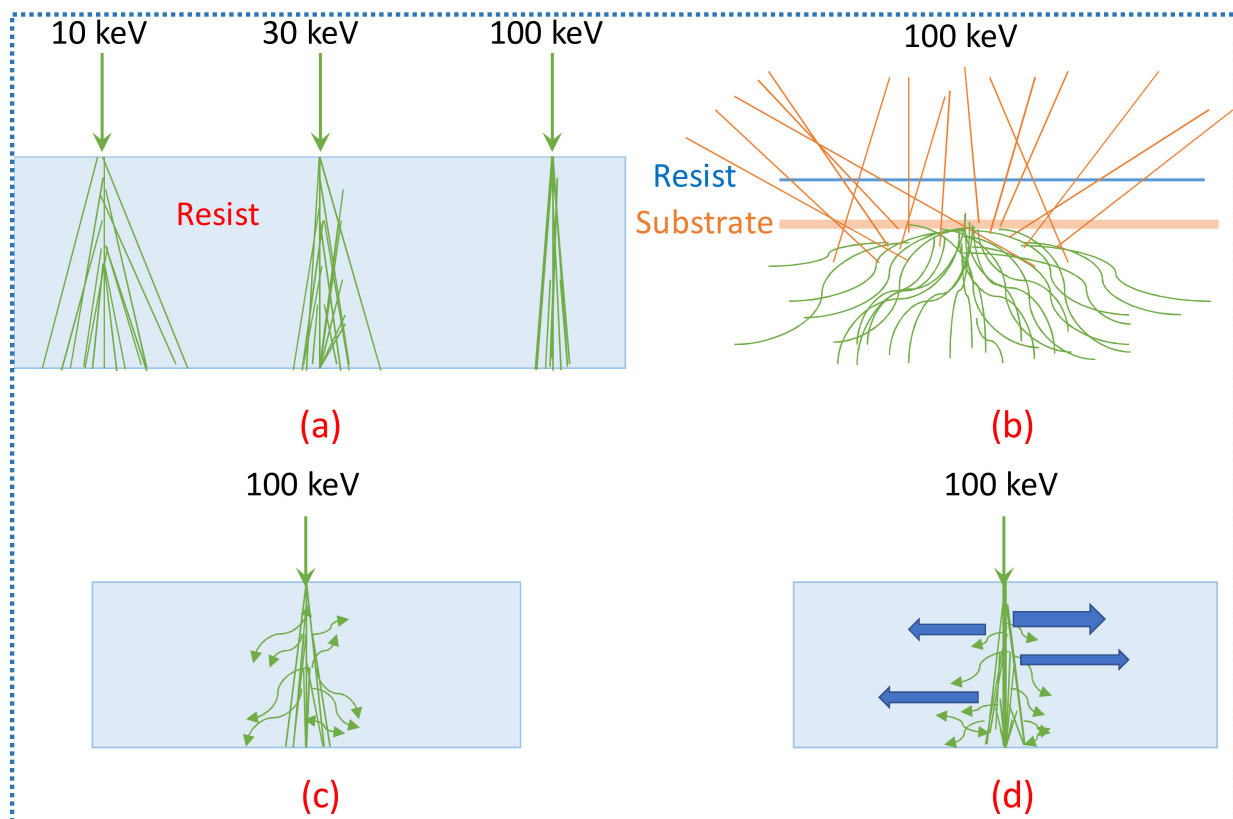 10 keV 30 keV 100 keV
Resist
(a)
100 keV
Resist
Substrate
(b)
100 keV
(c)
100 keV
(d)